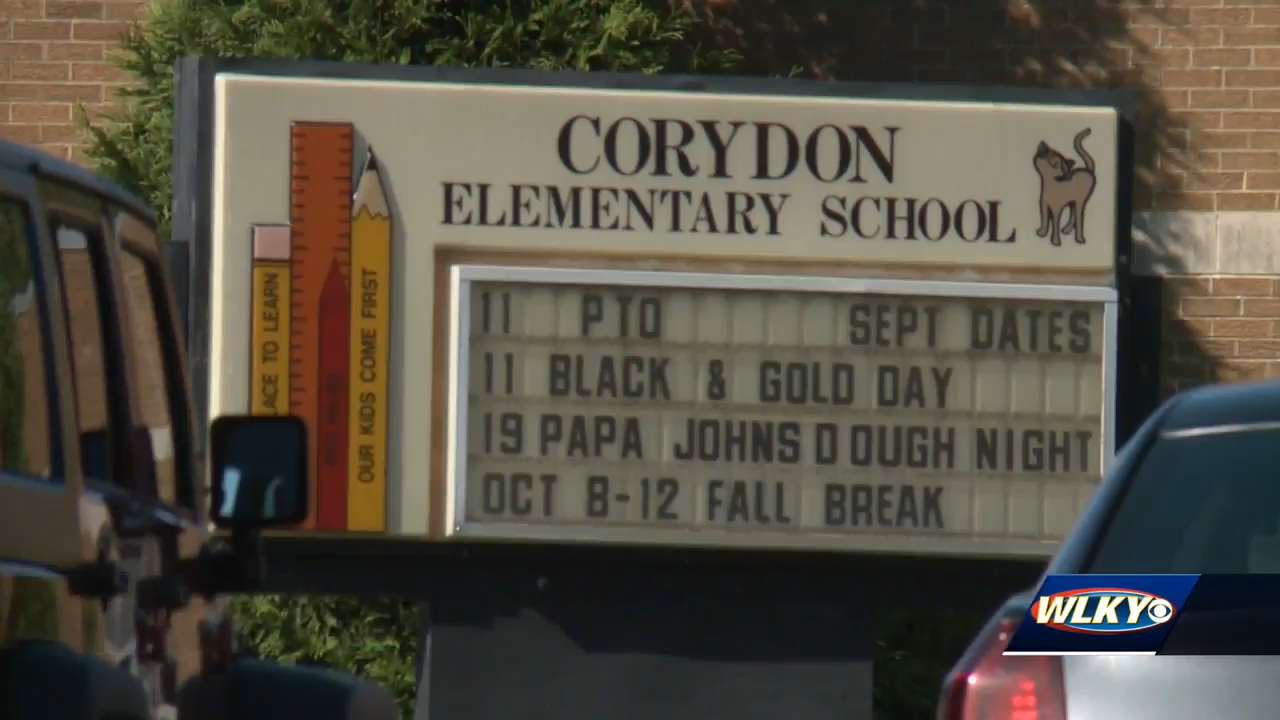 CORYDON
ELEMENTARY SCHOOL
ACE TO LEARN
OUR KIDS COME FIRST
11 PTO SEPT DATES
11 BLACK & GOLD DAY
19 PAPA JOHNS DOUGH NIGHT
OCT 8-12 FALL BREAK
WLKY